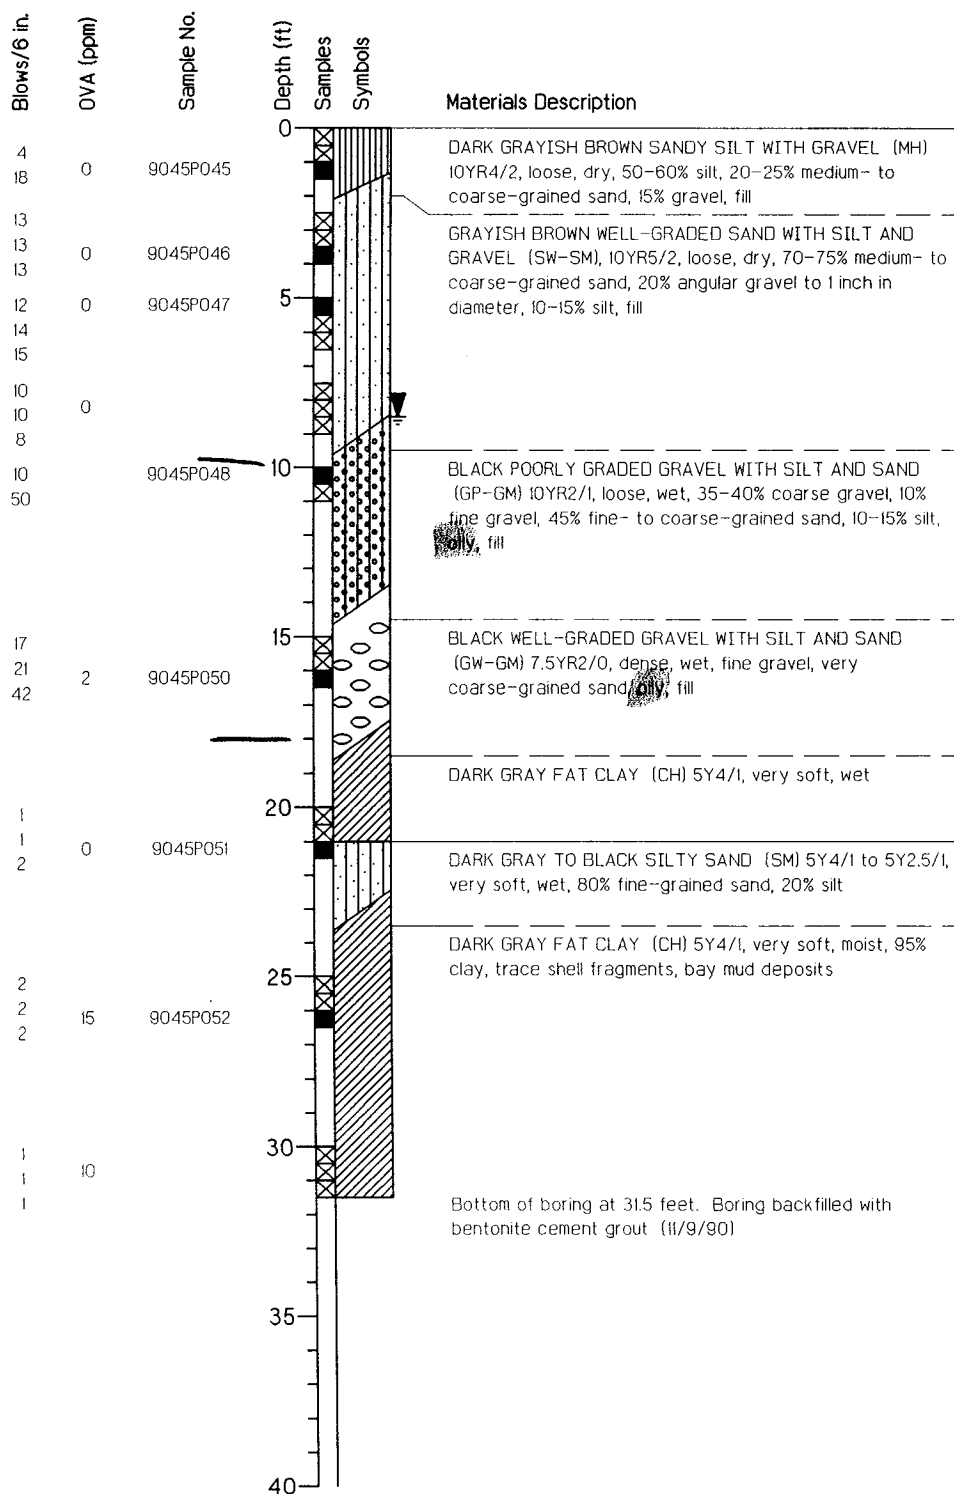 Blows/6 in. OVA (ppm) Sample No. Depth (ft) Samples Symbols Materials Description
0
4
18 0 9045P045
DARK GRAYISH BROWN SANDY SILT WITH GRAVEL (MH)
10YR4/2, loose, dry, 50-60% silt, 20-25% medium- to
coarse-grained sand, 15% gravel, fill
13
13 0 9045P046
13
GRAYISH BROWN WELL-GRADED SAND WITH SILT AND
GRAVEL (SW-SM), 10YR5/2, loose, dry, 70-75% medium- to
coarse-grained sand, 20% angular gravel to 1 inch in
diameter, 10-15% silt, fill
5
12 0 9045P047
14
15
10
10 0
8
10
10 9045P048
50
BLACK POORLY GRADED GRAVEL WITH SILT AND SAND
(GP-GM) 10YR2/1, loose, wet, 35-40% coarse gravel, 10%
fine gravel, 45% fine- to coarse-grained sand, 10-15% silt,
oily, fill
15
17
21 2 9045P050
42
BLACK WELL-GRADED GRAVEL WITH SILT AND SAND
(GW-GM) 7.5YR2/0, dense, wet, fine gravel, very
coarse-grained sand, oily, fill
DARK GRAY FAT CLAY (CH) 5Y4/1, very soft, wet
20
1
1 0 9045P051
2
DARK GRAY TO BLACK SILTY SAND (SM) 5Y4/1 to 5Y2.5/1,
very soft, wet, 80% fine-grained sand, 20% silt
DARK GRAY FAT CLAY (CH) 5Y4/1, very soft, moist, 95%
clay, trace shell fragments, bay mud deposits
25
2
2 15 9045P052
2
30
1
1 10
1
Bottom of boring at 31.5 feet. Boring backfilled with
bentonite cement grout (11/9/90)
35
40